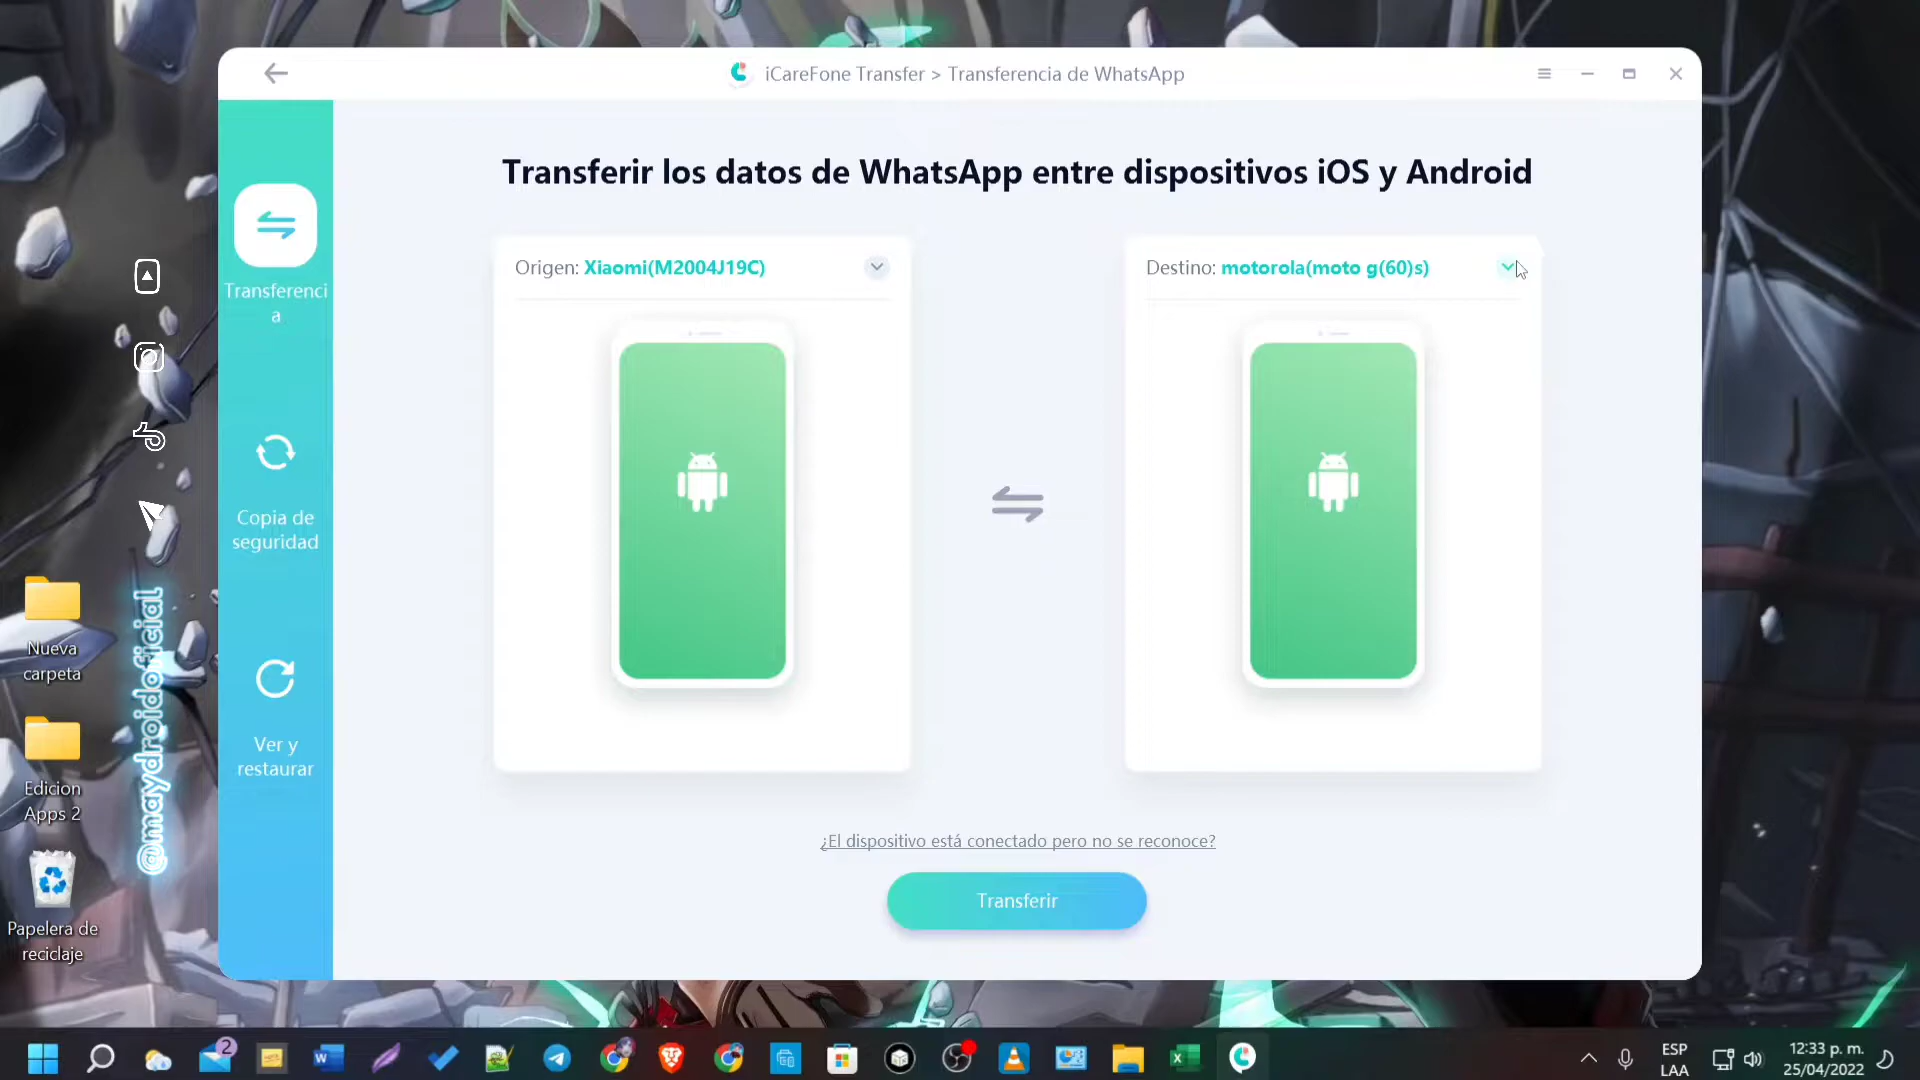 iCareFone Transfer > Transferencia de WhatsApp
Transferir los datos de WhatsApp entre dispositivos iOS y Android
Transferenci
a
Copia de
seguridad
Ver y
restaurar
Origen: Xiaomi(M2004J19C)
Destino: motorola(moto g(60)s)
¿El dispositivo está conectado pero no se reconoce?
Transferir
Nueva
carpeta
Edicion
Apps 2
Papelera de
reciclaje
@maydroidoficial
2
ESP
LAA
12:33 p. m.
25/04/2022